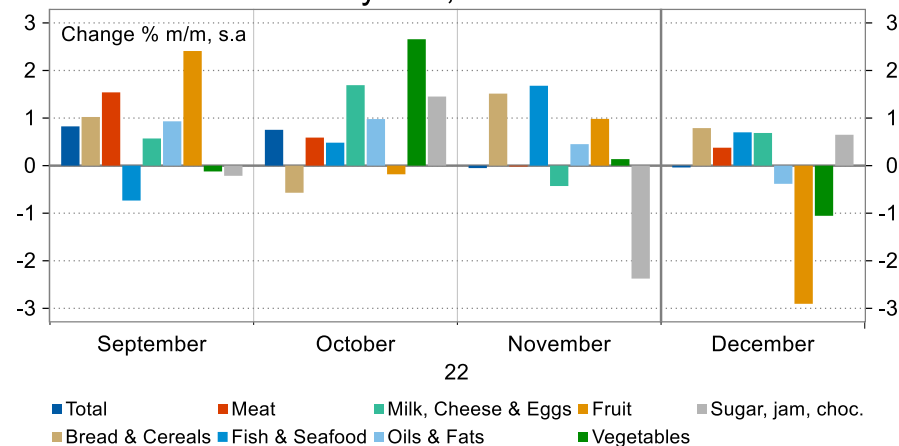 Change % m/m, s.a
3 3
2 2
1 1
0 0
-1 -1
-2 -2
-3 -3
September October November December
22
Total Meat Milk, Cheese & Eggs Fruit Sugar, jam, choc.
Bread & Cereals Fish & Seafood Oils & Fats Vegetables